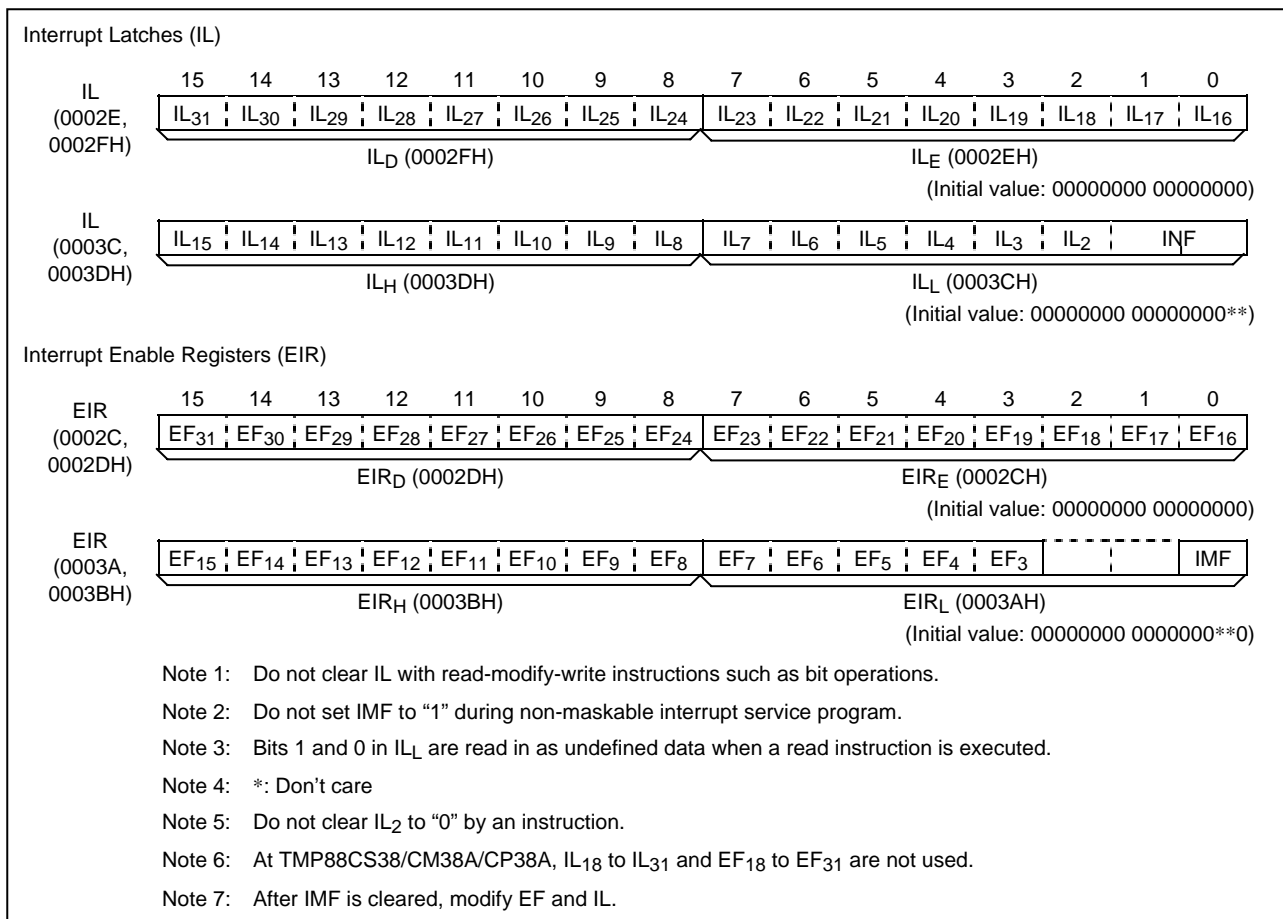 Interrupt Latches (IL)
15 14 13 12 11 10 9 8 7 6 5 4 3 2 1 0
IL
(0002E,
0002FH)
IL31 IL30 IL29 IL28 IL27 IL26 IL25 IL24 IL23 IL22 IL21 IL20 IL19 IL18 IL17 IL16
ILD (0002FH) ILE (0002EH)
(Initial value: 00000000 00000000)
IL
(0003C,
0003DH)
IL15 IL14 IL13 IL12 IL11 IL10 IL9 IL8 IL7 IL6 IL5 IL4 IL3 IL2 INF
ILH (0003DH) ILL (0003CH)
(Initial value: 00000000 00000000**)
Interrupt Enable Registers (EIR)
15 14 13 12 11 10 9 8 7 6 5 4 3 2 1 0
EIR
(0002C,
0002DH)
EF31 EF30 EF29 EF28 EF27 EF26 EF25 EF24 EF23 EF22 EF21 EF20 EF19 EF18 EF17 EF16
EIRD (0002DH) EIRE (0002CH)
(Initial value: 00000000 00000000)
EIR
(0003A,
0003BH)
EF15 EF14 EF13 EF12 EF11 EF10 EF9 EF8 EF7 EF6 EF5 EF4 EF3 IMF
EIRH (0003BH) EIRL (0003AH)
(Initial value: 00000000 0000000**0)
Note 1: Do not clear IL with read-modify-write instructions such as bit operations.
Note 2: Do not set IMF to “1” during non-maskable interrupt service program.
Note 3: Bits 1 and 0 in ILL are read in as undefined data when a read instruction is executed.
Note 4: *: Don’t care
Note 5: Do not clear IL2 to “0” by an instruction.
Note 6: At TMP88CS38/CM38A/CP38A, IL18 to IL31 and EF18 to EF31 are not used.
Note 7: After IMF is cleared, modify EF and IL.